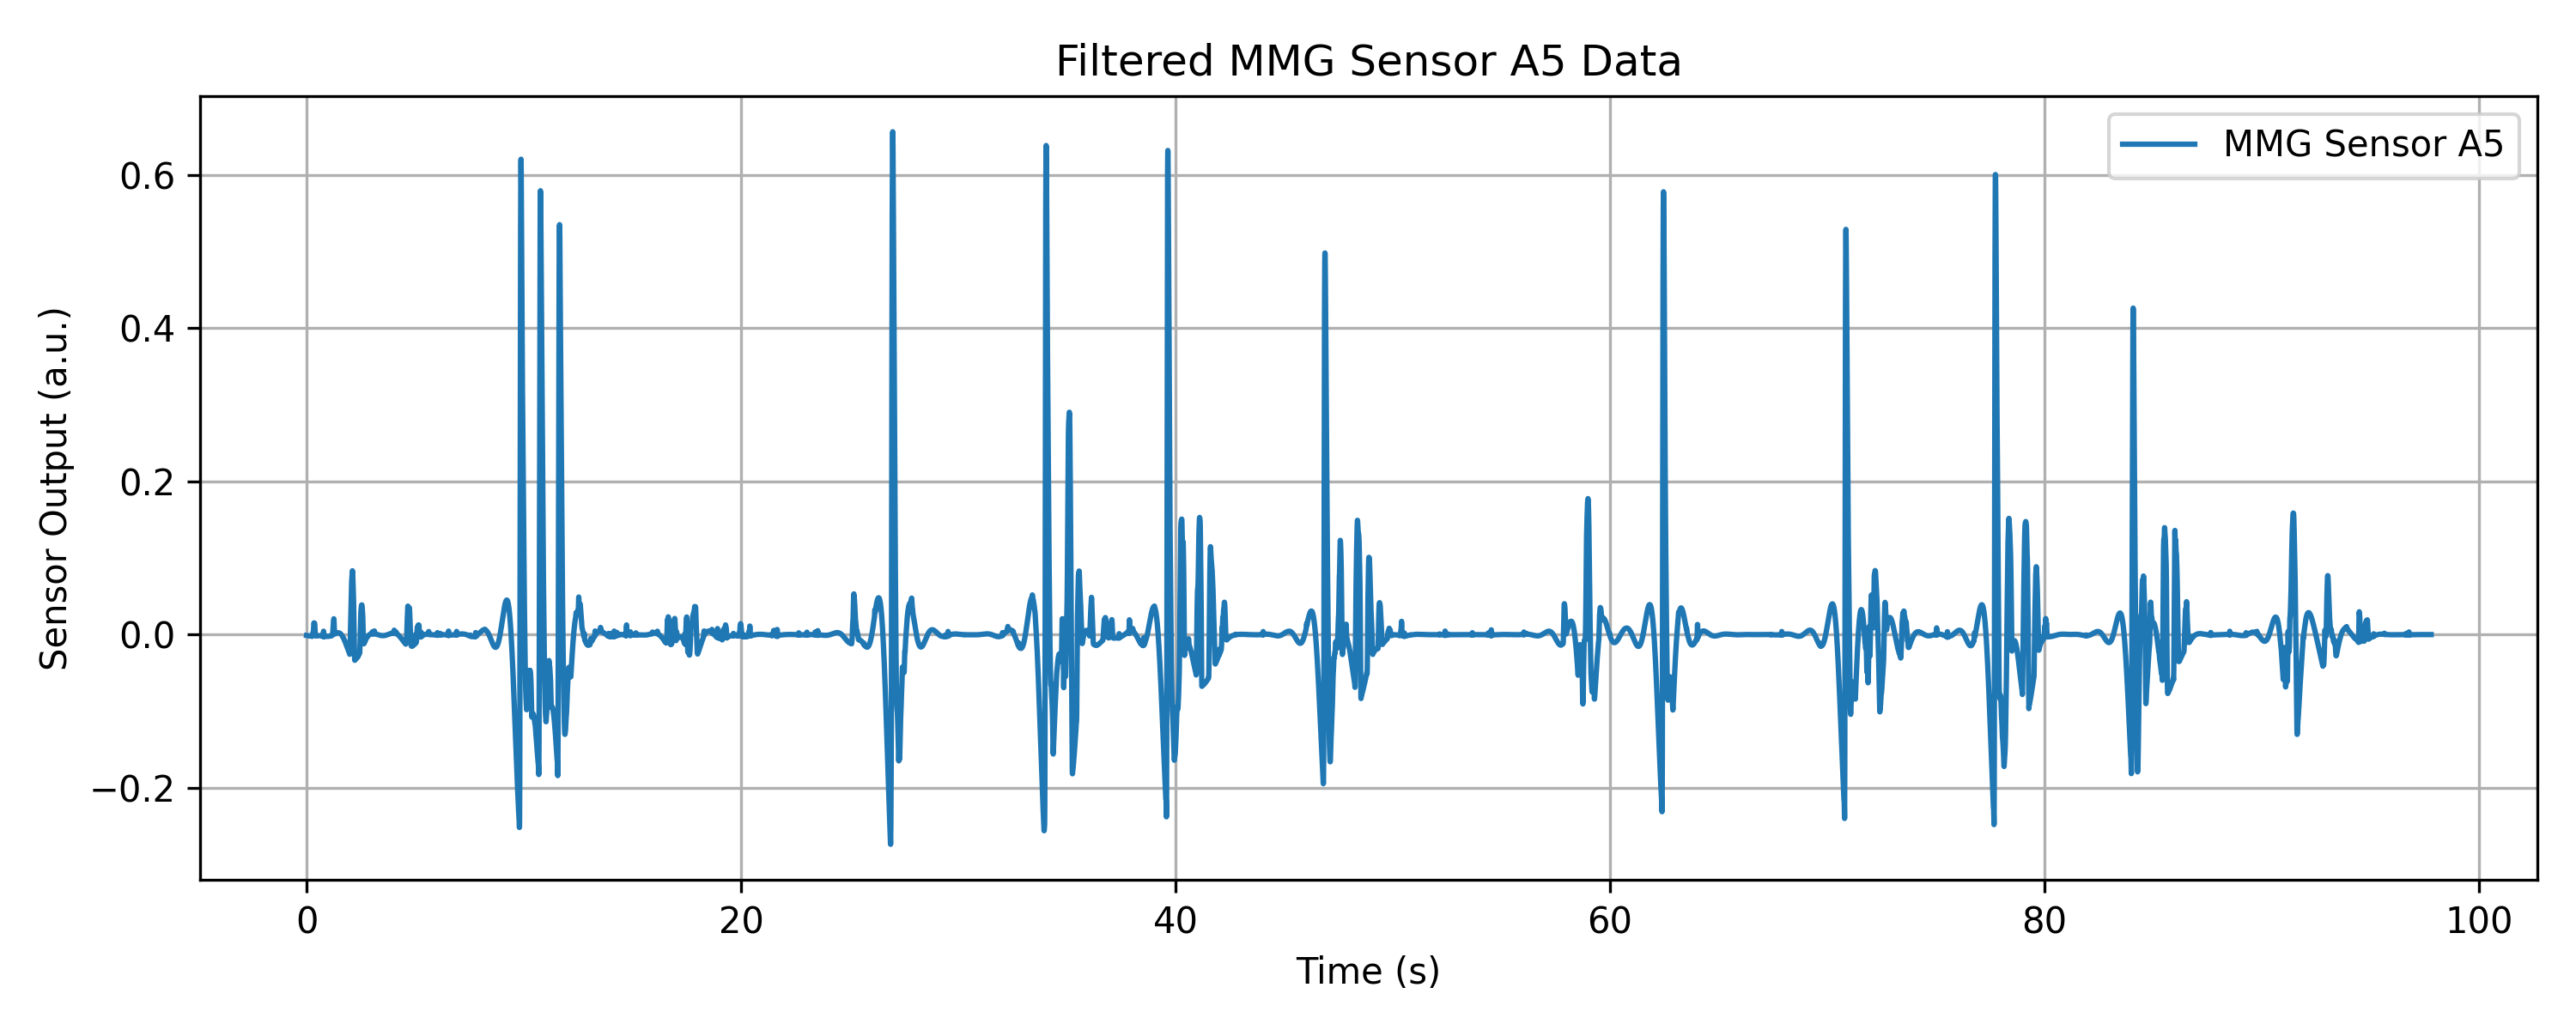 Filtered MMG Sensor A5 Data
MMG Sensor A5
Sensor Output (a.u.)
0.6
0.4
0.2
0.0
−0.2
0 20 40 60 80 100
Time (s)